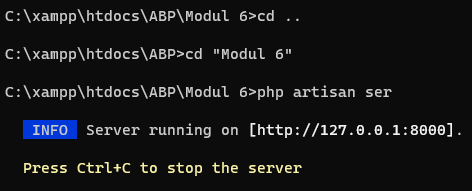 C:\xampp\htdocs\ABP\Modul 6>cd ..
C:\xampp\htdocs\ABP>cd "Modul 6"
C:\xampp\htdocs\ABP\Modul 6>php artisan ser
INFO Server running on [http://127.0.0.1:8000].
Press Ctrl+C to stop the server